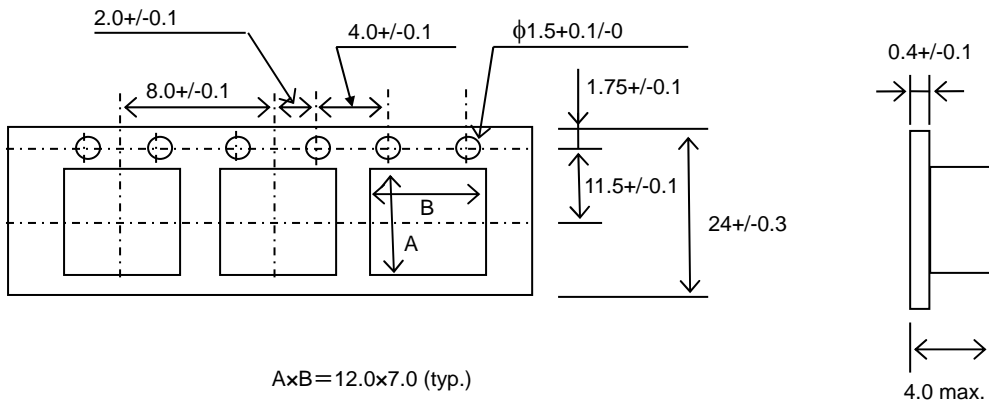 2.0+/-0.1
4.0+/-0.1
ϕ1.5+0.1/-0
0.4+/-0.1
8.0+/-0.1
1.75+/-0.1
11.5+/-0.1
B
24+/-0.3
A
A×B＝12.0×7.0 (typ.)
4.0 max.